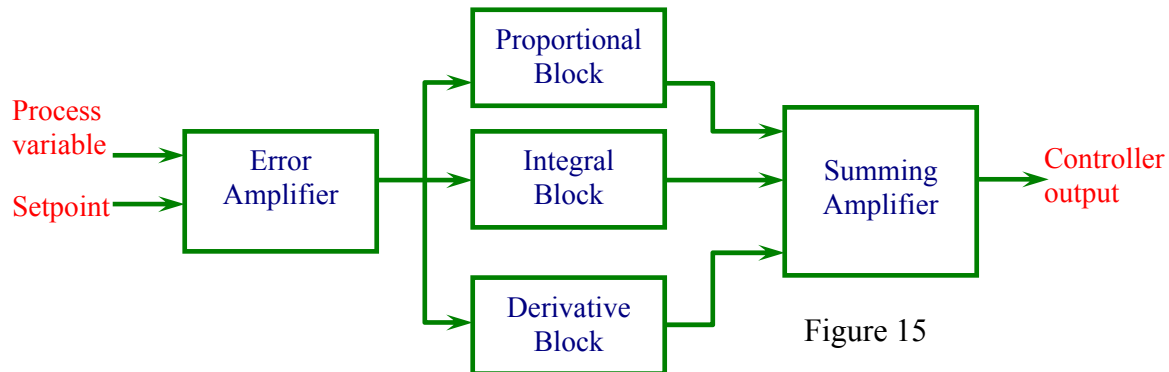 Proportional
Block
Process
variable
Setpoint
Error
Amplifier
Integral
Block
Summing
Amplifier
Controller
output
Derivative
Block
Figure 15